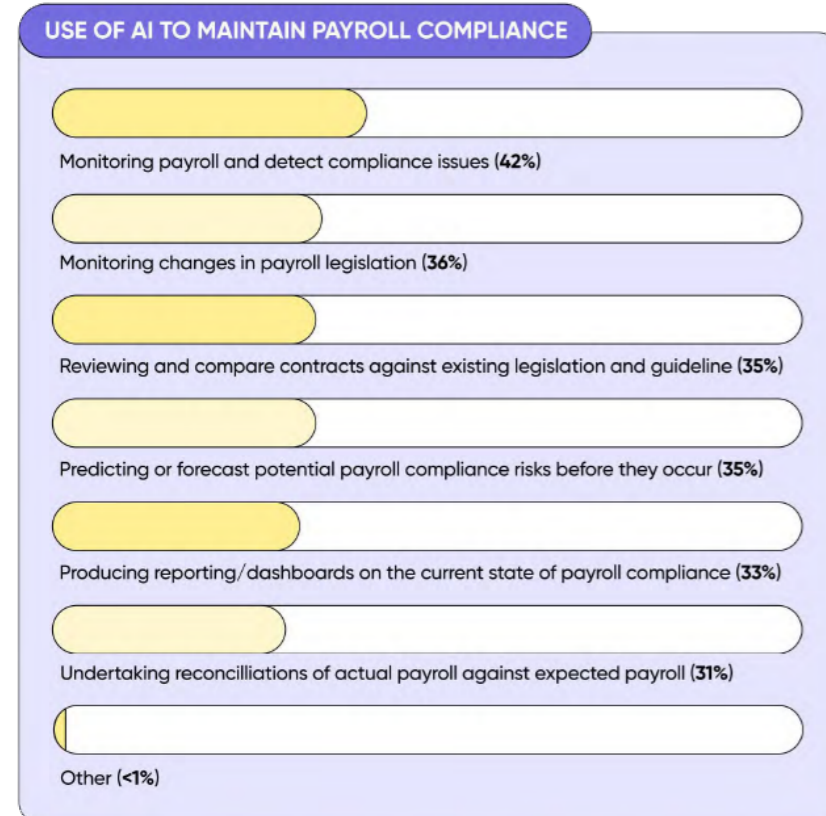 USE OF AI TO MAINTAIN PAYROLL COMPLIANCE
Monitoring payroll and detect compliance issues (42%)
Monitoring changes in payroll legislation (36%)
Reviewing and compare contracts against existing legislation and guideline (35%)
Predicting or forecast potential payroll compliance risks before they occur (35%)
Producing reporting/dashboards on the current state of payroll compliance (33%)
Undertaking reconcilliations of actual payroll against expected payroll (31%)
Other (<1%)